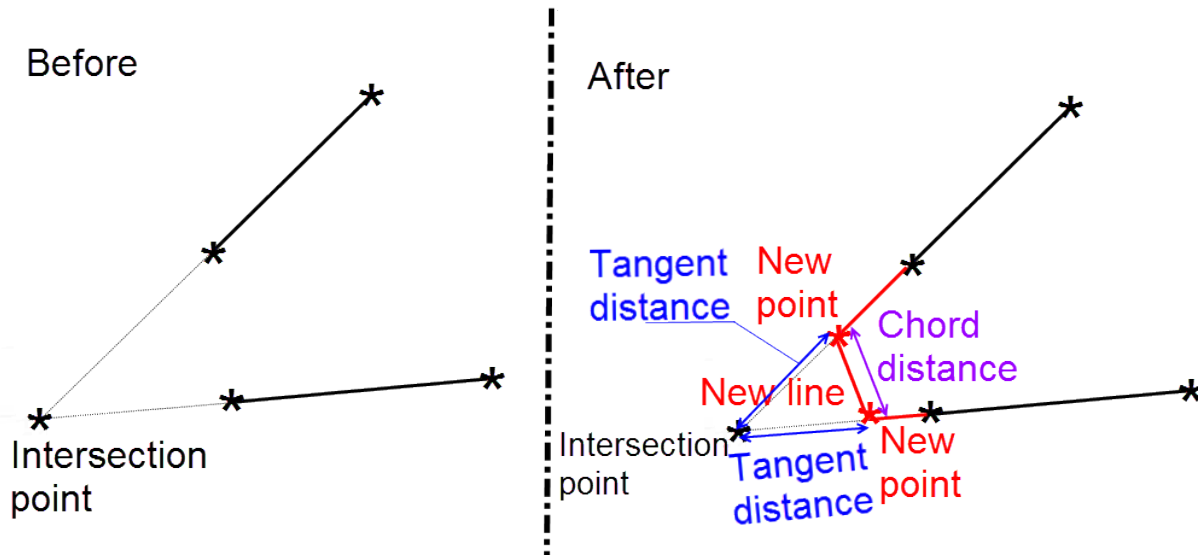 Before
Intersection
point
After
Tangent
distance
New
point
Chord
distance
New line
Intersection
point
Tangent
distance
New
point